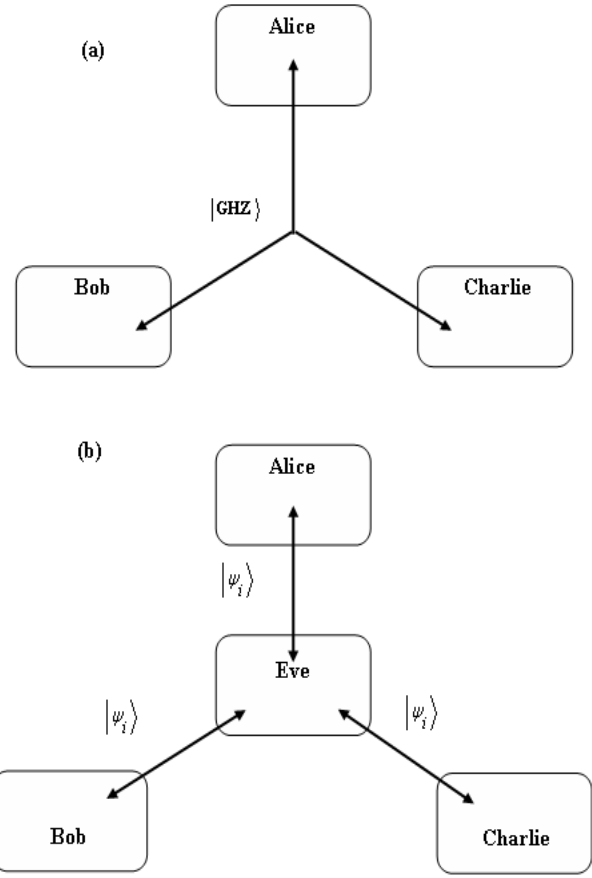 (a)
Alice
|GHZ⟩
Bob
Charlie
(b)
Alice
|ψᵢ⟩
Eve
|ψᵢ⟩
|ψᵢ⟩
Bob
Charlie